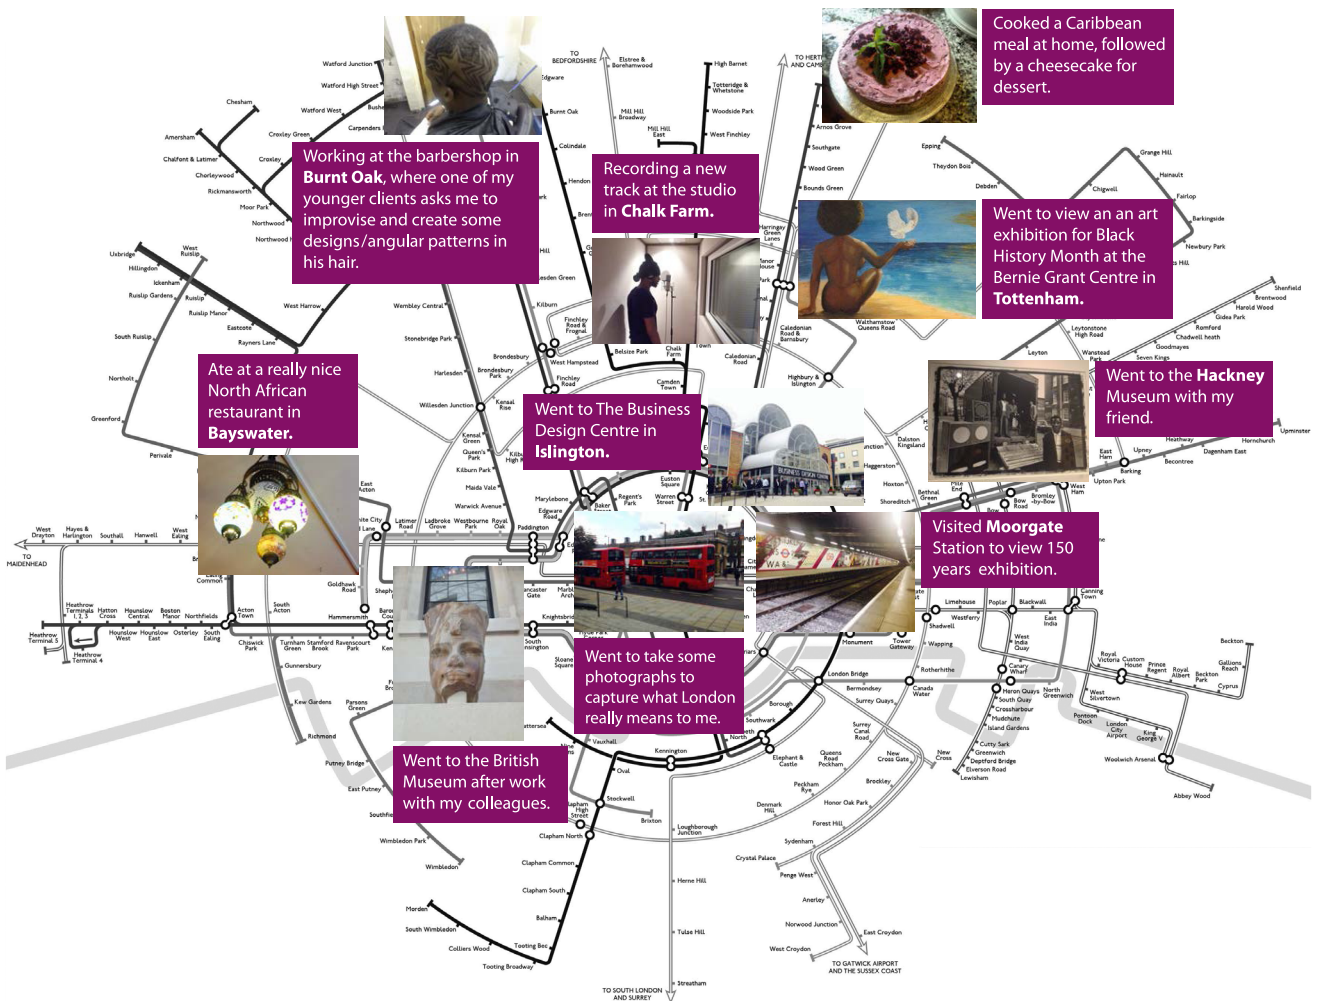 Cooked a Caribbean
meal at home, followed
by a cheesecake for
dessert.
Working at the barbershop in
Burnt Oak, where one of my
younger clients asks me to
improvise and create some
designs/angular patterns in
his hair.
Recording a new
track at the studio
in Chalk Farm.
Went to view an an art
exhibition for Black
History Month at the
Bernie Grant Centre in
Tottenham.
Ate at a really nice
North African
restaurant in
Bayswater.
Went to The Business
Design Centre in
Islington.
Went to the Hackney
Museum with my
friend.
BUSINESS DESIGN CENTRE
Visited Moorgate
Station to view 150
years exhibition.
Went to take some
photographs to
capture what London
really means to me.
Went to the British
Museum after work
with my colleagues.
TO
BEDFORDSHIRE
Elstree &
Borehamwood
High Barnet
Totteridge &
Whetstone
Woodside Park
West Finchley
Mill Hill
Broadway
Mill Hill
East
Watford Junction
Watford High Street
Watford West
Croxley Green
Croxley
Chesham
Amersham
Chalfont & Latimer
Chorleywood
Rickmansworth
Moor Park
Northwood
Burnt Oak
Colindale
Arnos Grove
Southgate
Wood Green
Bounds Green
Harringay
Green
Lanes
Epping
Theydon Bois
Debden
Chigwell
Grange Hill
Hainault
Fairlop
Barkingside
Newbury Park
Uxbridge
Hillingdon
Ickenham
West
Ruislip
Ruislip Gardens
Ruislip
Ruislip Manor
Eastcote
Rayners Lane
West Harrow
South Ruislip
Northolt
Greenford
Perivale
Wembley Central
Stonebridge Park
Harlesden
Willesden Junction
Kensal
Rise
Kensal
Green
Queen's
Park
Kilburn Park
Maida Vale
Warwick Avenue
Kilburn
Brondesbury
Brondesbury
Park
West Hampstead
Finchley
Road &
Frognal
Finchley
Road
Belsize Park
Chalk
Farm
Camden
Town
Caledonian
Road
Caledonian
Road &
Barnsbury
Highbury &
Islington
Walthamstow
Queens Road
Leytonstone
High Road
Leyton
Wanstead
Park
Shenfield
Brentwood
Harold Wood
Gidea Park
Romford
Chadwell heath
Goodmayes
Seven Kings
Upminster
Hornchurch
Dagenham East
Heathway
Becontree
Upney
Barking
East
Ham
Upton Park
West
Ham
Bromley
-by-Bow
Bow
Road
Mile
End
Bethnal
Green
Dalston
Kingsland
Haggerston
Hoxton
Shoreditch
Euston
Square
Warren
Street
Regent's
Park
Baker
Marylebone
Edgware
Road
Paddington
Royal
Oak
Westbourne
Park
Ladbroke
Grove
Latimer
Road
East
Acton
West
Drayton
Hayes &
Harlington
Southall
Hanwell
West
Ealing
TO
MAIDENHEAD
Heathrow
Terminals
1, 2, 3
Hatton
Cross
Hounslow
Central
Boston
Manor
Northfields
Heathrow
Terminal 5
Heathrow
Terminal 4
Hounslow
West
Hounslow
East
Osterley
South
Ealing
Acton
Town
South
Acton
Goldhawk
Road
Hammersmith
Chiswick
Park
Turnham
Green
Stamford
Brook
Ravenscourt
Park
Gunnersbury
Kew Gardens
Richmond
Parsons
Green
Putney Bridge
East Putney
Wimbledon Park
Wimbledon
Vauxhall
Oval
Stockwell
Brixton
Clapham North
Clapham Common
Clapham South
Balham
Tooting Bec
Tooting Broadway
Colliers Wood
South Wimbledon
Morden
Kennington
Borough
Southwark
Elephant &
Castle
London Bridge
Bermondsey
Monument
Tower
Gateway
Shadwell
Wapping
Rotherhithe
Canada
Water
Surrey Quays
Surrey
Canal
Road
New
Cross Gate
New
Cross
Queens
Road
Peckham
Peckham
Rye
Denmark
Hill
Loughborough
Junction
Herne Hill
Tulse Hill
Streatham
TO SOUTH LONDON
AND SURREY
Brockley
Honor Oak Park
Forest Hill
Sydenham
Crystal Palace
Penge West
Anerley
Norwood Junction
West Croydon
East Croydon
TO GATWICK AIRPORT
AND THE SUSSEX COAST
Limehouse
Westferry
Poplar
Blackwall
East
India
Canning
Town
West
India
Quay
Canary
Wharf
Heron Quays
South Quay
Crossharbour
Mudchute
Island Gardens
Cutty Sark
Greenwich
Deptford Bridge
Elverson Road
Lewisham
North
Greenwich
Royal
Victoria
Custom
House
Prince
Regent
Royal
Albert
Beckton
Park
Cyprus
Gallions
Reach
Beckton
West
Silvertown
Pontoon
Dock
London
City
Airport
King
George V
Woolwich Arsenal
Abbey Wood